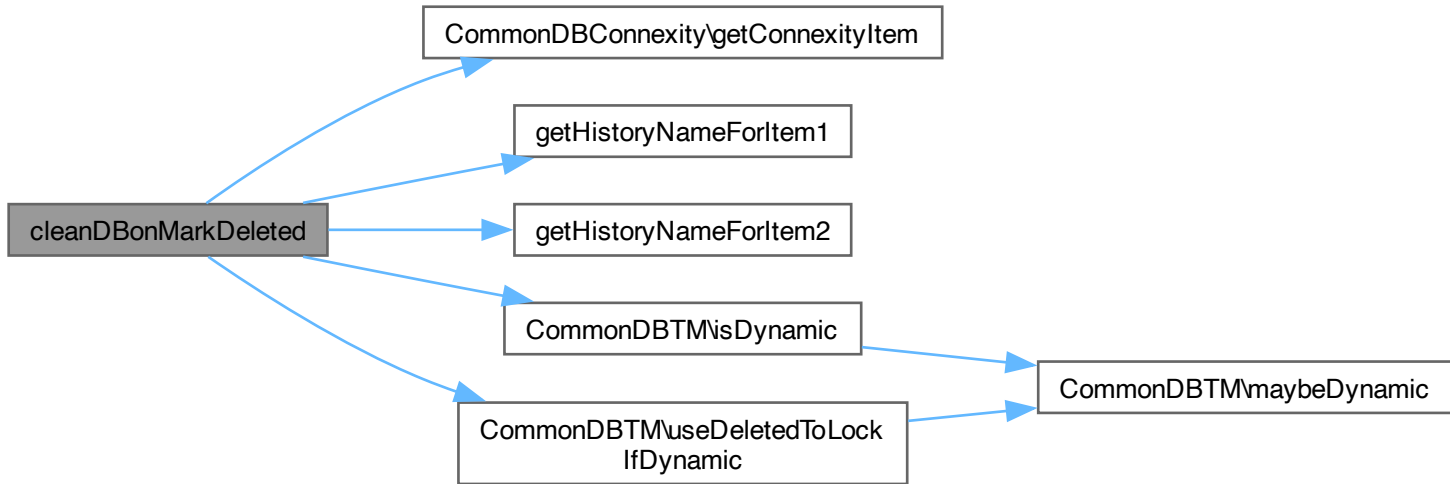 CommonDBConnexity\getConnexityItem
getHistoryNameForItem1
cleanDBonMarkDeleted
getHistoryNameForItem2
CommonDBTM\isDynamic
CommonDBTM\maybeDynamic
CommonDBTM\useDeletedToLock
IfDynamic